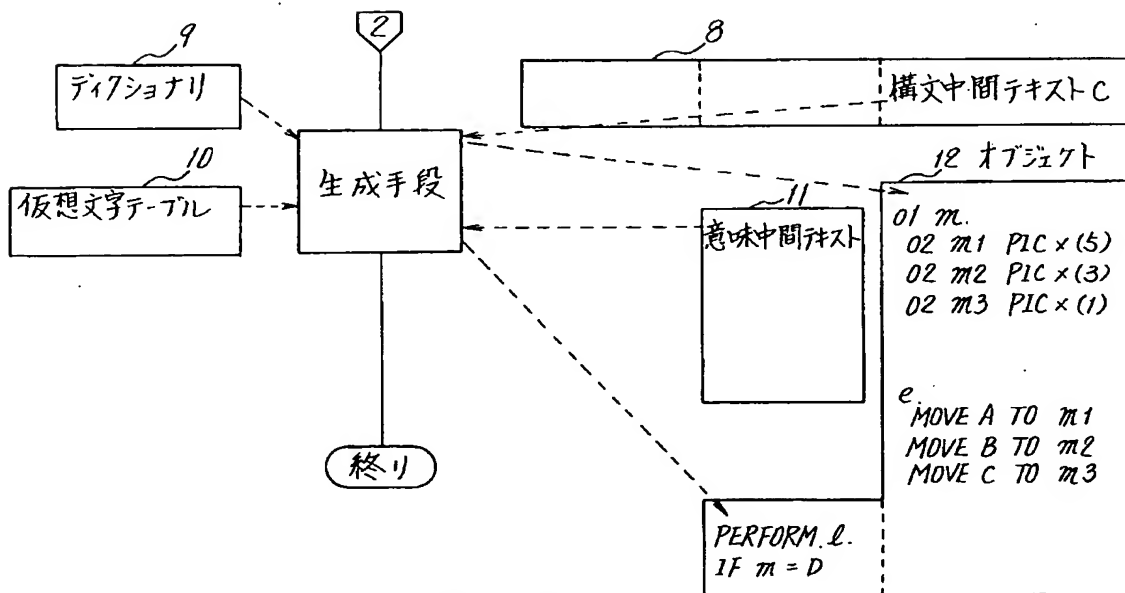 2
9
ディクショナリ
8
構文中間テキストC
生成手段
10
仮想文字テーブル
12 オブジェクト
11
意味中間テキスト
01 m.
02 m1 PIC×(5)
02 m2 PIC×(3)
02 m3 PIC×(1)
e.
MOVE A TO m1
MOVE B TO m2
MOVE C TO m3
終り
PERFORM.l.
IF m = D